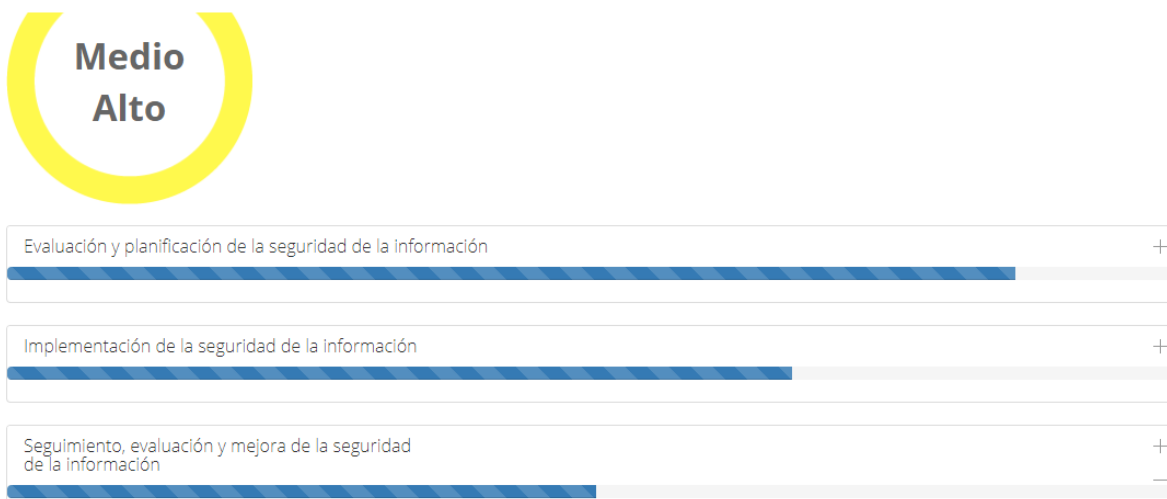 Medio
Alto
Evaluación y planificación de la seguridad de la información
Implementación de la seguridad de la información
Seguimiento, evaluación y mejora de la seguridad
de la información